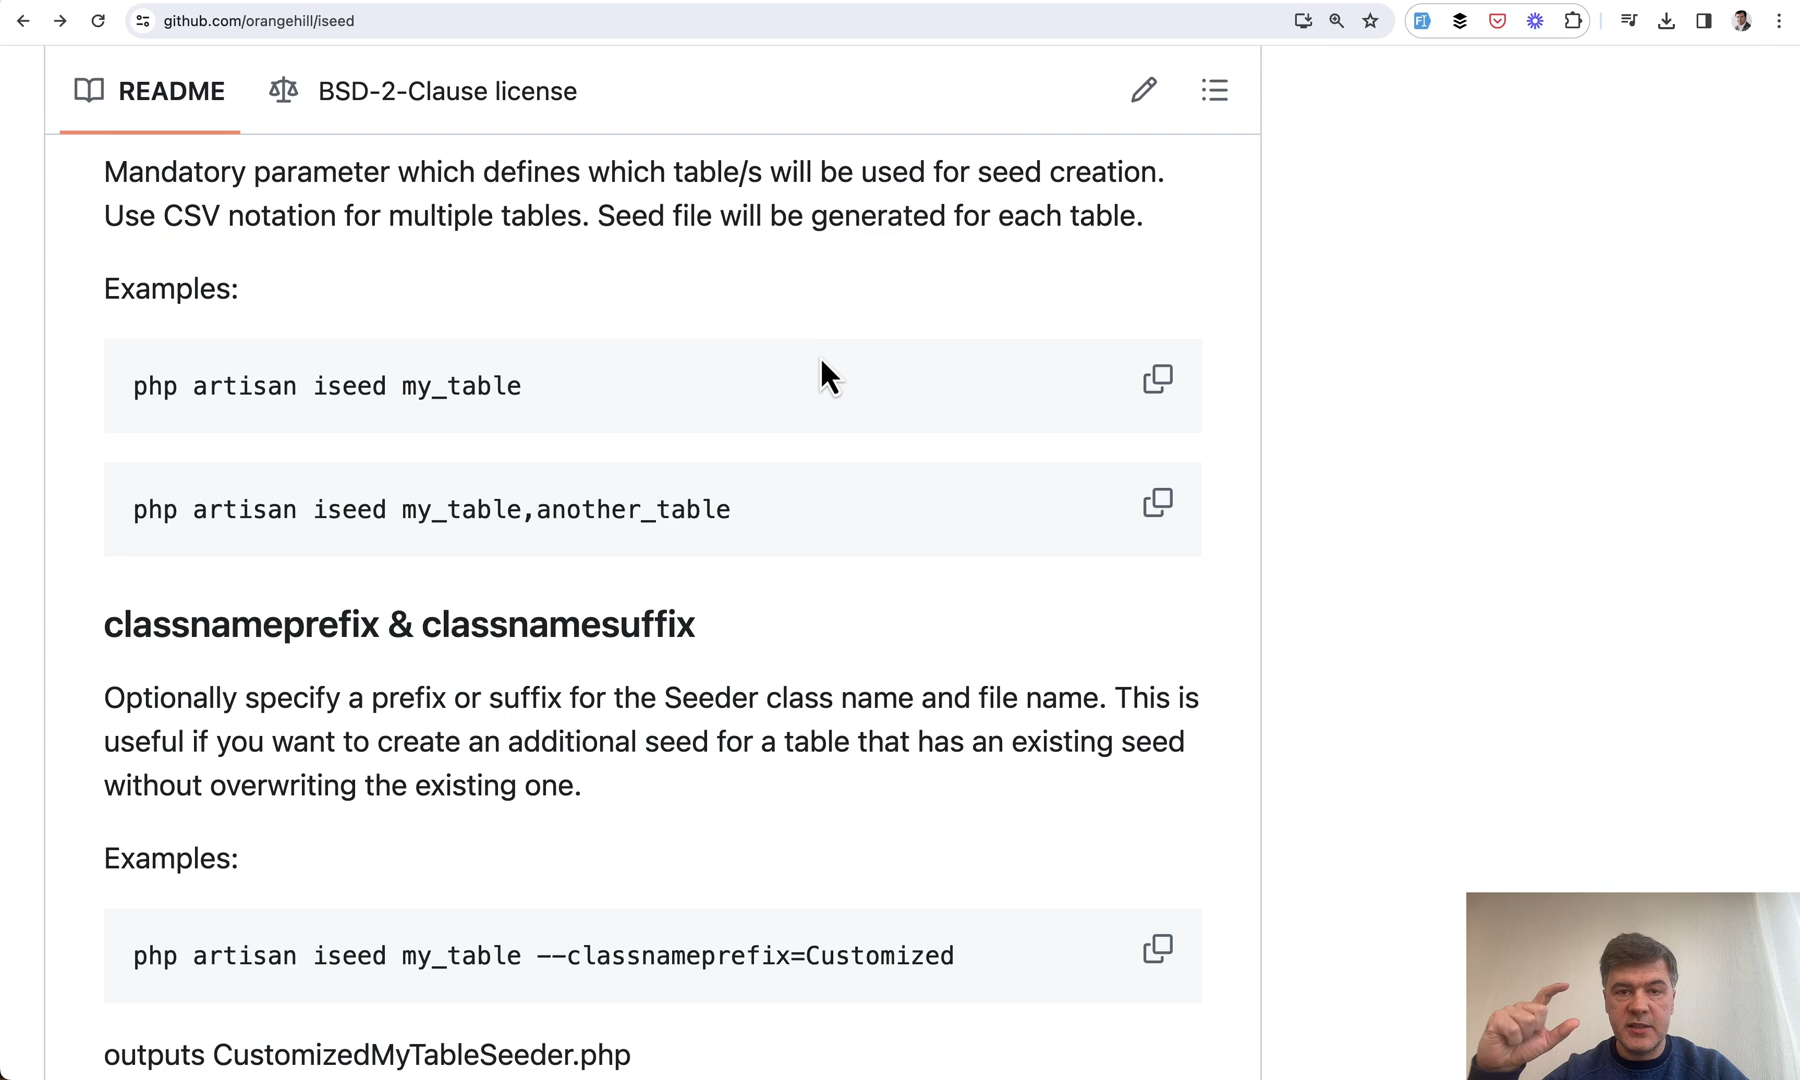 github.com/orangehill/iseed
README
BSD-2-Clause license
Mandatory parameter which defines which table/s will be used for seed creation.
Use CSV notation for multiple tables. Seed file will be generated for each table.
Examples:
php artisan iseed my_table
php artisan iseed my_table,another_table
classnameprefix & classnamesuffix
Optionally specify a prefix or suffix for the Seeder class name and file name. This is
useful if you want to create an additional seed for a table that has an existing seed
without overwriting the existing one.
Examples:
php artisan iseed my_table --classnameprefix=Customized
outputs CustomizedMyTableSeeder.php